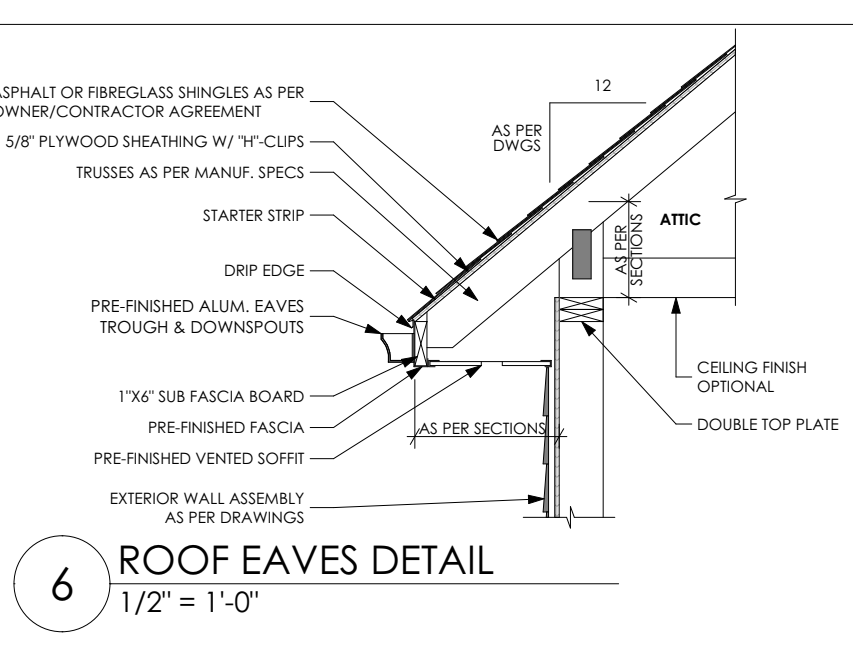 ASPHALT OR FIBREGLASS SHINGLES AS PER
OWNER/CONTRACTOR AGREEMENT
5/8" PLYWOOD SHEATHING W/ "H"-CLIPS
TRUSSES AS PER MANUF. SPECS
STARTER STRIP
DRIP EDGE
PRE-FINISHED ALUM. EAVES
TROUGH & DOWNSPOUTS
1"X6" SUB FASCIA BOARD
PRE-FINISHED FASCIA
PRE-FINISHED VENTED SOFFIT
EXTERIOR WALL ASSEMBLY
AS PER DRAWINGS
12
AS PER
DWGS
ATTIC
AS PER
SECTIONS
AS PER SECTIONS
CEILING FINISH
OPTIONAL
DOUBLE TOP PLATE
6
ROOF EAVES DETAIL
1/2" = 1'-0"